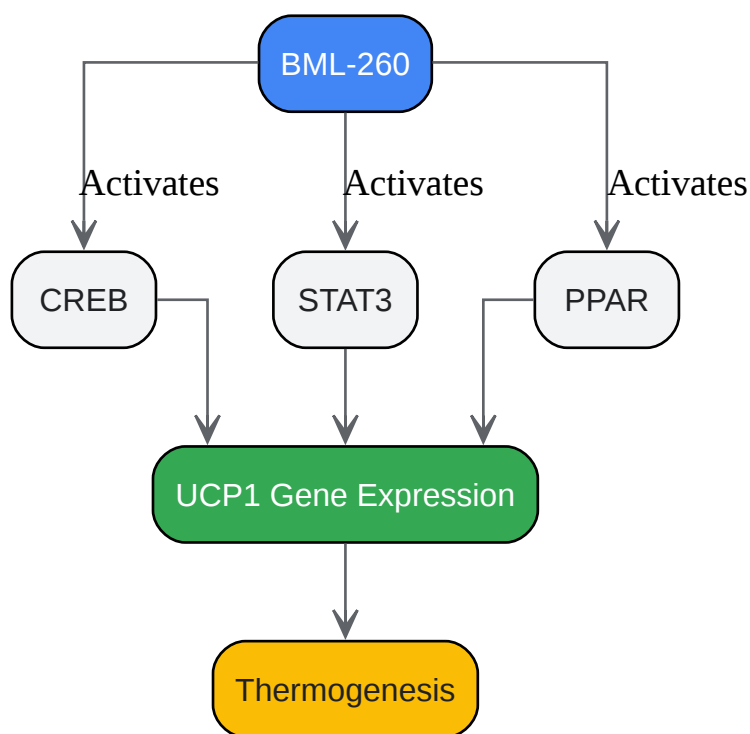 BML-260
Activates Activates Activates
CREB STAT3 PPAR
UCP1 Gene Expression
Thermogenesis